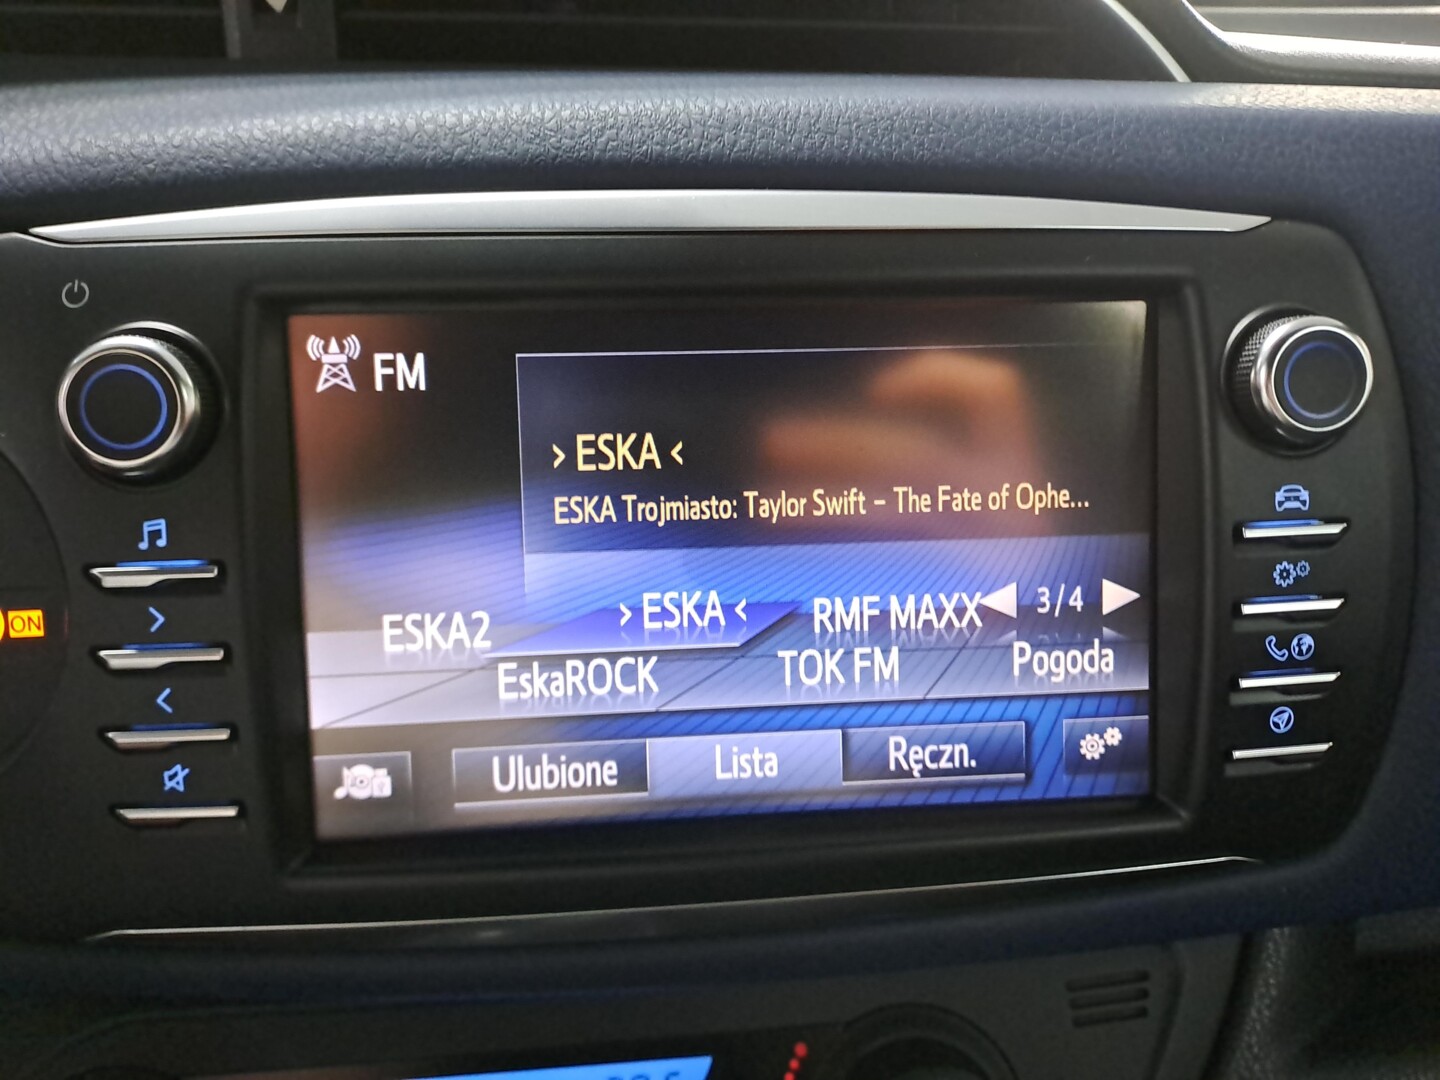 FM
› ESKA ‹
ESKA Trojmiasto: Taylor Swift – The Fate of Ophe...
ESKA2 › ESKA ‹ RMF MAXX 3/4
EskaROCK TOK FM Pogoda
Ulubione Lista Ręczn.
ON